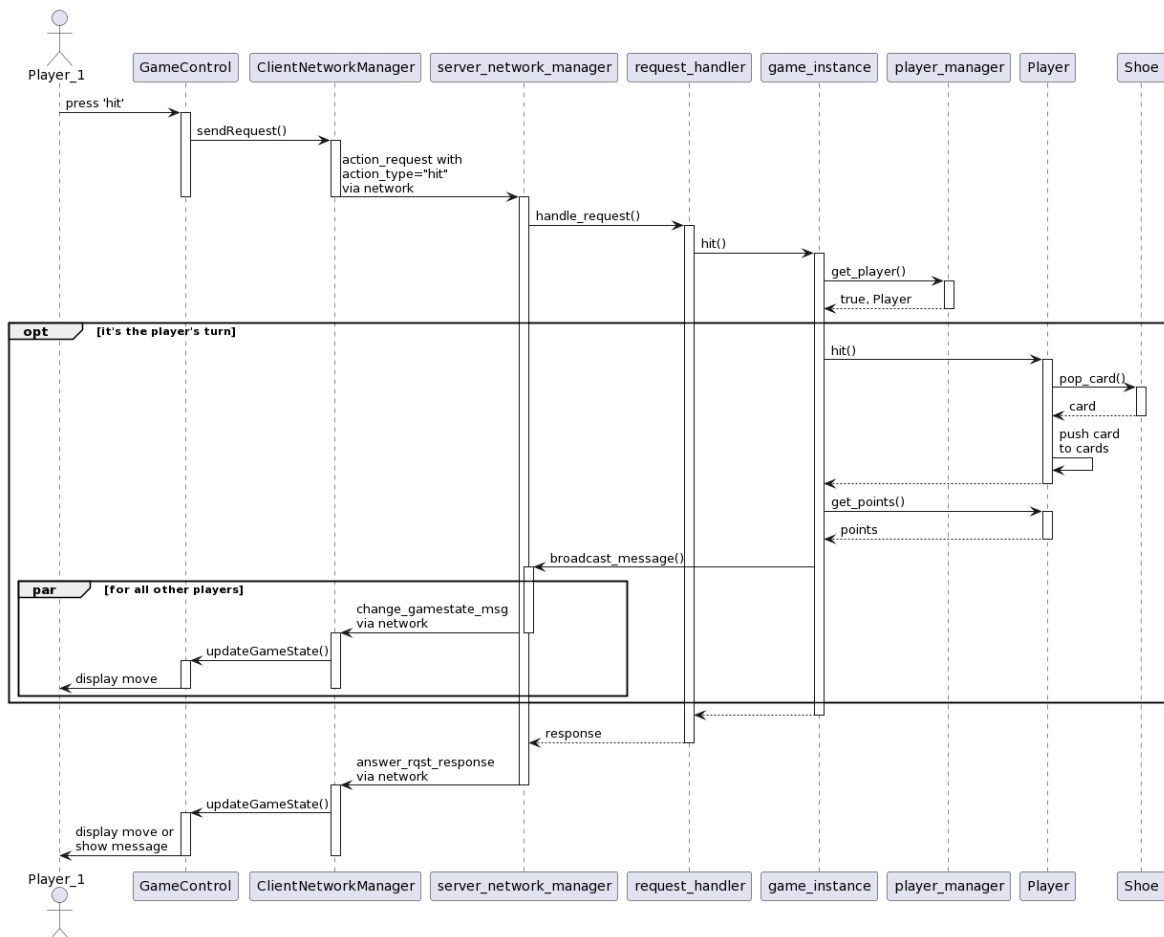 Player_1
GameControl
ClientNetworkManager
server_network_manager
request_handler
game_instance
player_manager
Player
Shoe
press 'hit'
sendRequest()
action_request with
action_type="hit"
via network
handle_request()
hit()
get_player()
true, Player
opt
[it's the player's turn]
hit()
pop_card()
card
push card
to cards
get_points()
points
broadcast_message()
par
[for all other players]
change_gamestate_msg
via network
updateGameState()
display move
response
answer_rqst_response
via network
updateGameState()
display move or
show message
Player_1
GameControl
ClientNetworkManager
server_network_manager
request_handler
game_instance
player_manager
Player
Shoe